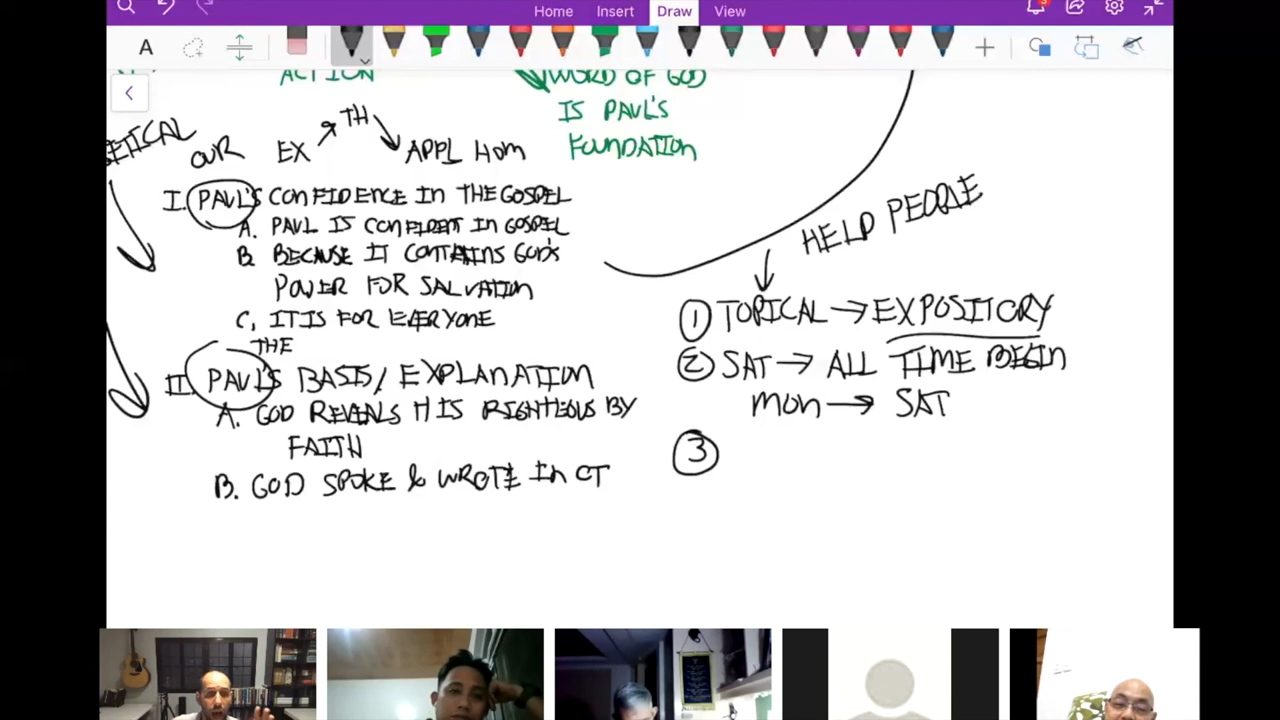 Home Insert Draw View
A
ACTION
WORD OF GOD
IS PAUL'S
FOUNDATION
OUR EX TH APPL HOM
I. PAUL'S CONFIDENCE IN THE GOSPEL
A. PAUL IS CONFIDENT IN GOSPEL
B. BECAUSE IT CONTAINS GOD'S
POWER FOR SALVATION
C. IT IS FOR EVERYONE
THE
II. PAUL'S BASIS/ EXPLANATION
A. GOD REVEALS HIS RIGHTEOUS BY
FAITH
B. GOD SPOKE & WROTE IN OT
HELP PEOPLE
① TOPICAL → EXPOSITORY
② SAT → ALL TIME BEGIN
MON → SAT
③